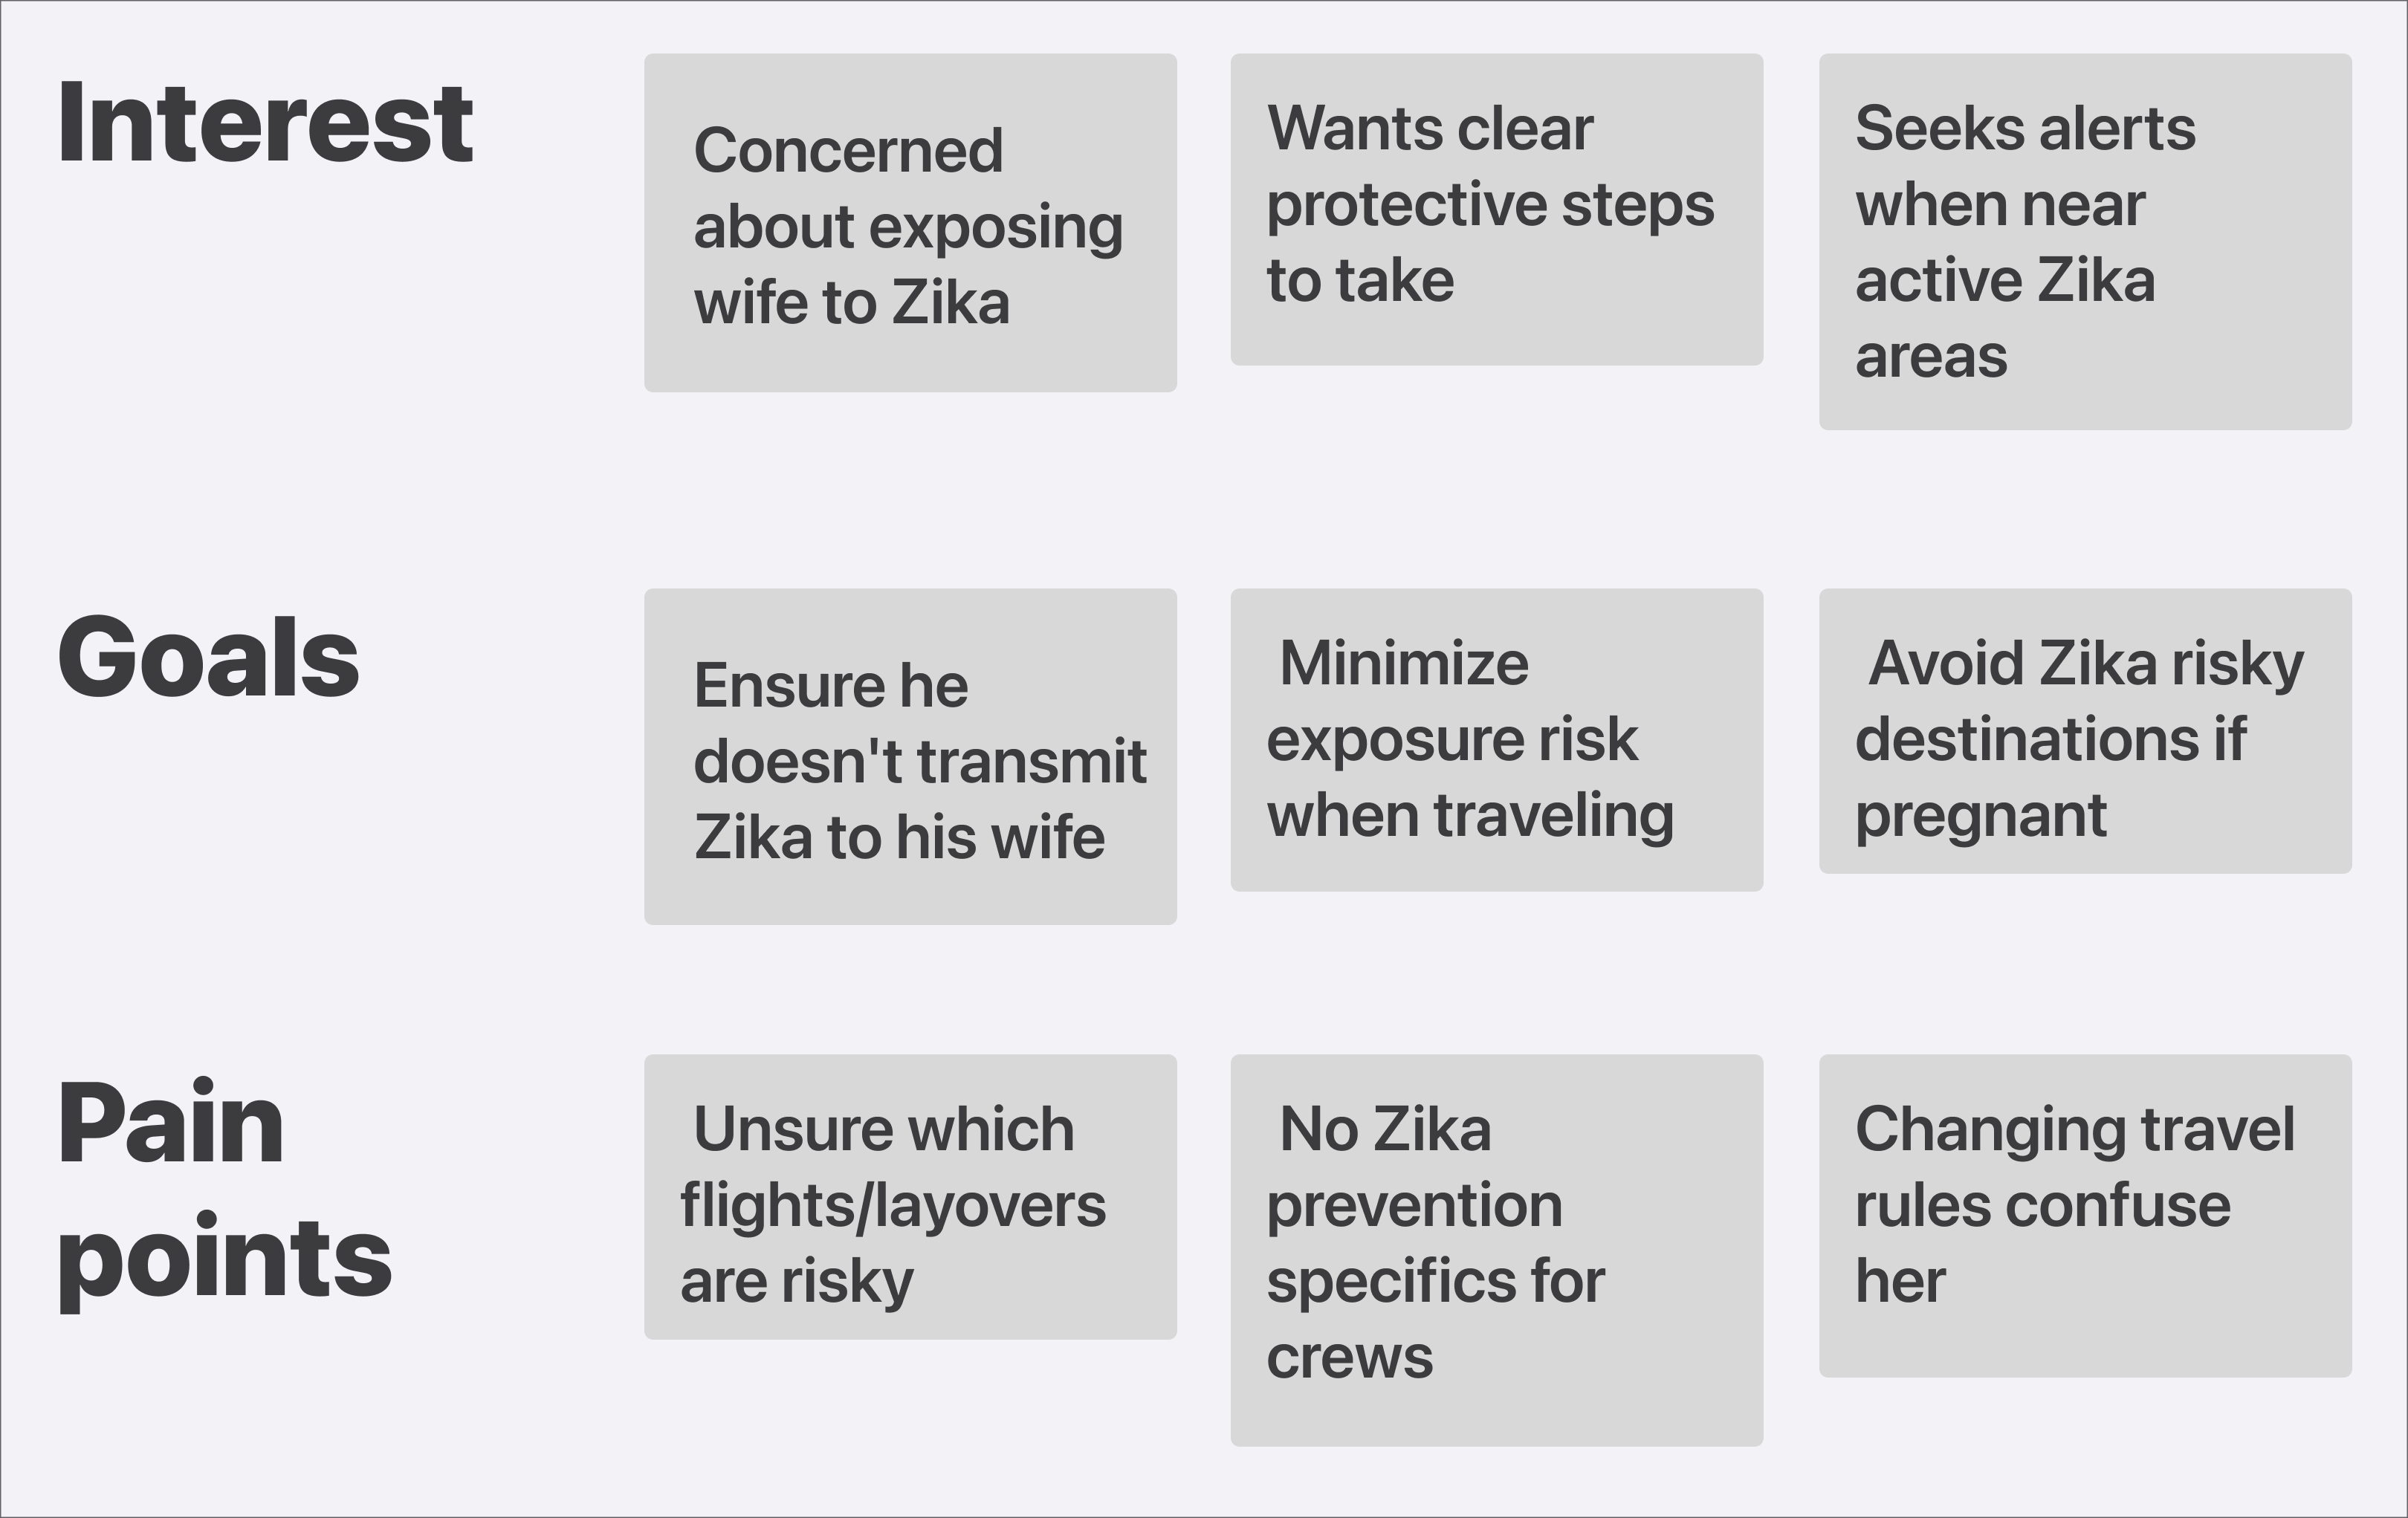 Interest
Concerned
about exposing
wife to Zika
Wants clear
protective steps
to take
Seeks alerts
when near
active Zika
areas
Goals
Ensure he
doesn't transmit
Zika to his wife
Minimize
exposure risk
when traveling
Avoid Zika risky
destinations if
pregnant
Pain
points
Unsure which
flights/layovers
are risky
No Zika
prevention
specifics for
crews
Changing travel
rules confuse
her